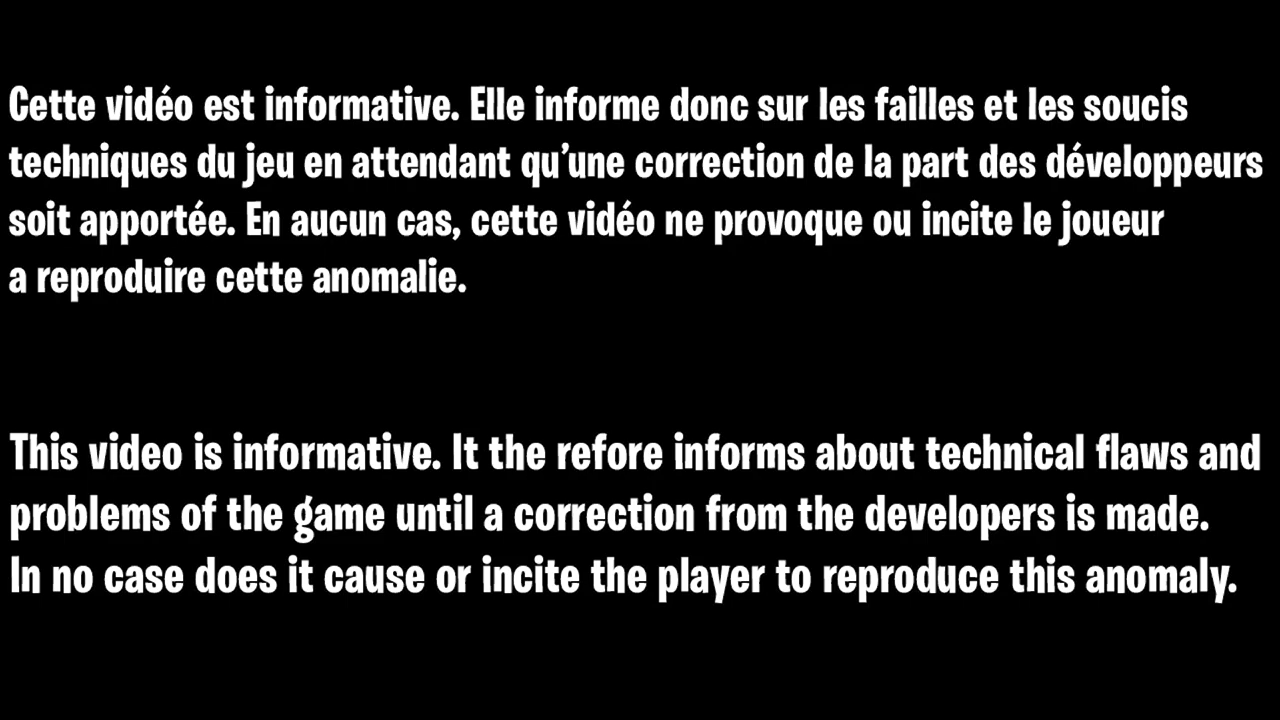 Cette vidéo est informative. Elle informe donc sur les failles et les soucis
techniques du jeu en attendant qu’une correction de la part des développeurs
soit apportée. En aucun cas, cette vidéo ne provoque ou incite le joueur
a reproduire cette anomalie.
This video is informative. It the refore informs about technical flaws and
problems of the game until a correction from the developers is made.
In no case does it cause or incite the player to reproduce this anomaly.